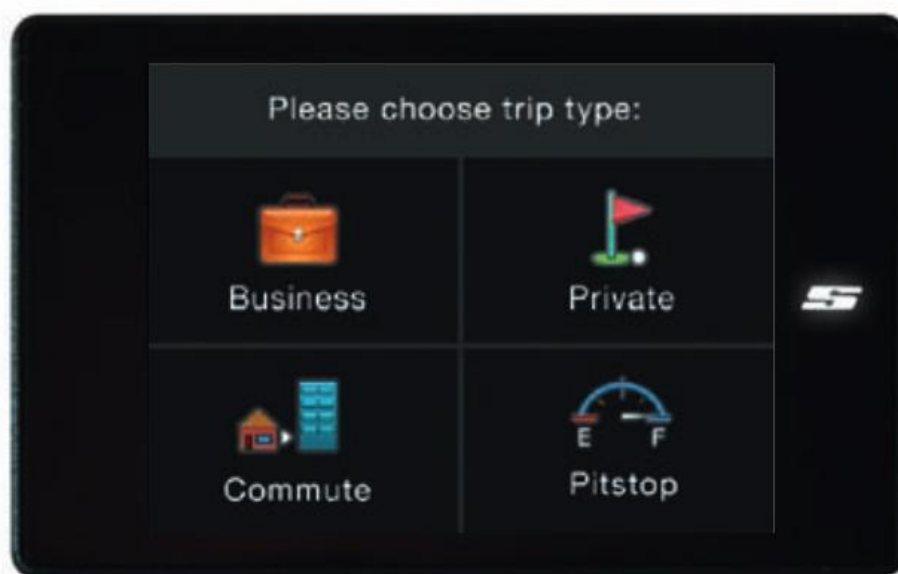 Please choose trip type:
Business
Private
E F
Commute
Pitstop